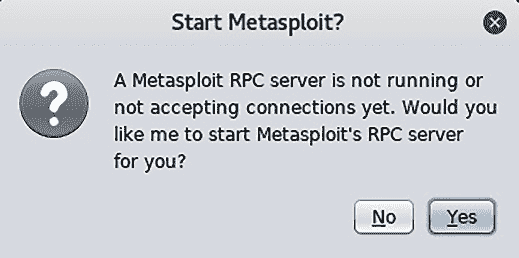 Start Metasploit?
A Metasploit RPC server is not running or
not accepting connections yet. Would you
like me to start Metasploit's RPC server
for you?
No
Yes